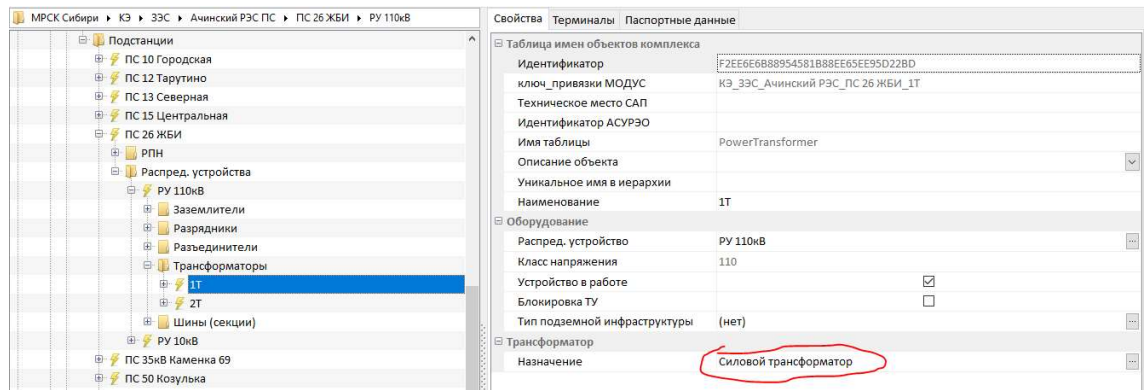 МРСК Сибири ▸ КЭ ▸ ЗЭС ▸ Ачинский РЭС ПС ▸ ПС 26 ЖБИ ▸ РУ 110кВ
Подстанции
ПС 10 Городская
ПС 12 Тарутино
ПС 13 Северная
ПС 15 Центральная
ПС 26 ЖБИ
РПН
Распред. устройства
РУ 110кВ
Заземлители
Разрядники
Разъединители
Трансформаторы
1Т
2Т
Шины (секции)
РУ 10кВ
ПС 35кВ Каменка 69
ПС 50 Козулька
Свойства Терминалы Паспортные данные
Таблица имен объектов комплекса
Идентификатор F2EE6E6B88954581B88EE65EE95D22BD
ключ_привязки МОДУС КЭ_ЗЭС_Ачинский РЭС_ПС 26 ЖБИ_1Т
Техническое место САП
Идентификатор АСУРЭО
Имя таблицы PowerTransformer
Описание объекта
Уникальное имя в иерархии
Наименование 1Т
Оборудование
Распред. устройство РУ 110кВ
Класс напряжения 110
Устройство в работе
Блокировка ТУ
Тип подземной инфраструктуры (нет)
Трансформатор
Назначение Силовой трансформатор